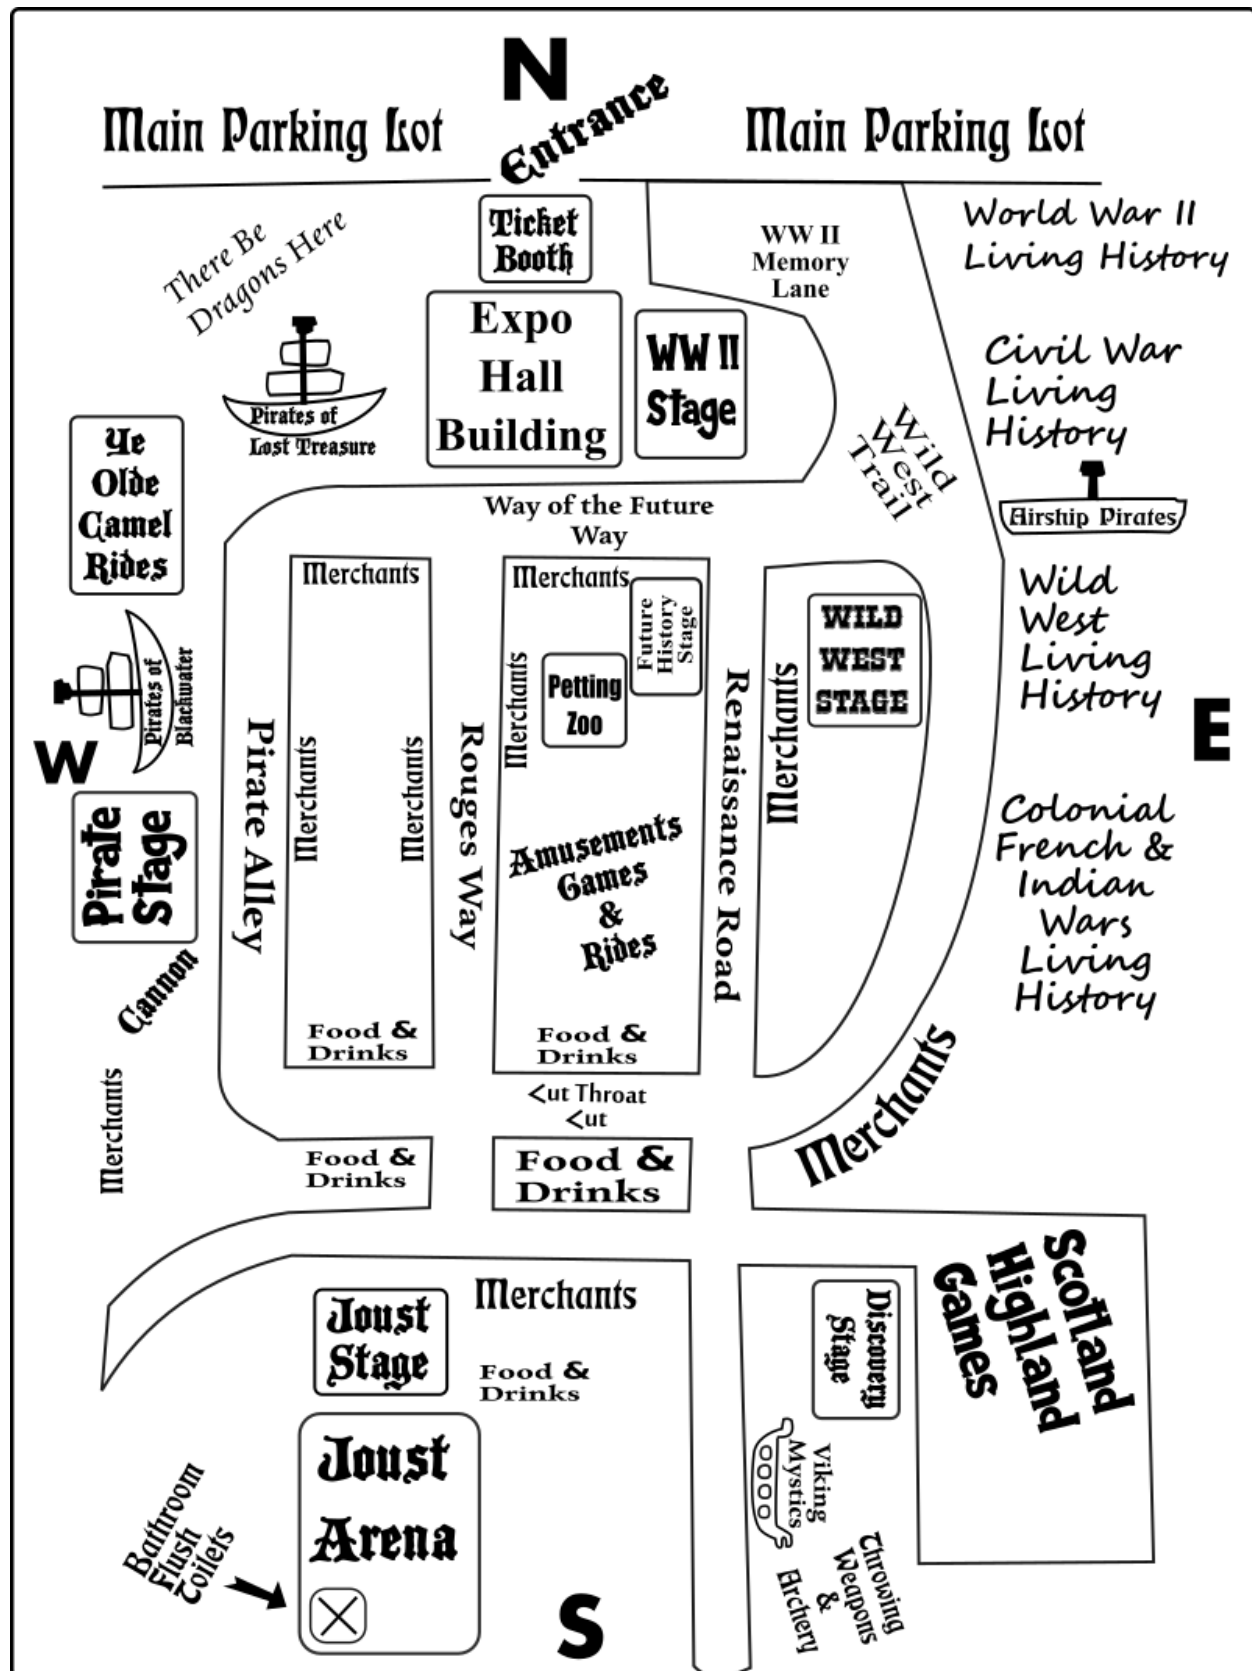 N
Entrance
Main Parking Lot
Main Parking Lot
Ticket
Booth
There Be
Dragons Here
WW II
Memory
Lane
World War II
Living History
Expo
Hall
Building
WW II
Stage
Pirates of
Lost Treasure
Civil War
Living
History
Ye
Olde
Camel
Rides
Wild
West
Trail
Airship Pirates
Way of the Future
Way
Merchants
Merchants
Future
History
Stage
Wild
West
Living
History
WILD
WEST
STAGE
Petting
Zoo
Merchants
Merchants
Pirates of
Blackwater
W
E
Pirate Alley
Merchants
Merchants
Rouges Way
Renaissance Road
Pirate
Stage
Amusements
Games
&
Rides
Colonial
French &
Indian
Wars
Living
History
Cannon
Food &
Drinks
Food &
Drinks
Merchants
Cut Throat
Cut
Merchants
Food &
Drinks
Food &
Drinks
Scotland
Highland
Games
Joust
Stage
Merchants
Discovery
Stage
Food &
Drinks
Joust
Arena
Viking
Mystics
Bathroom
Flush
Toilets
Throwing
Weapons
&
Archery
S